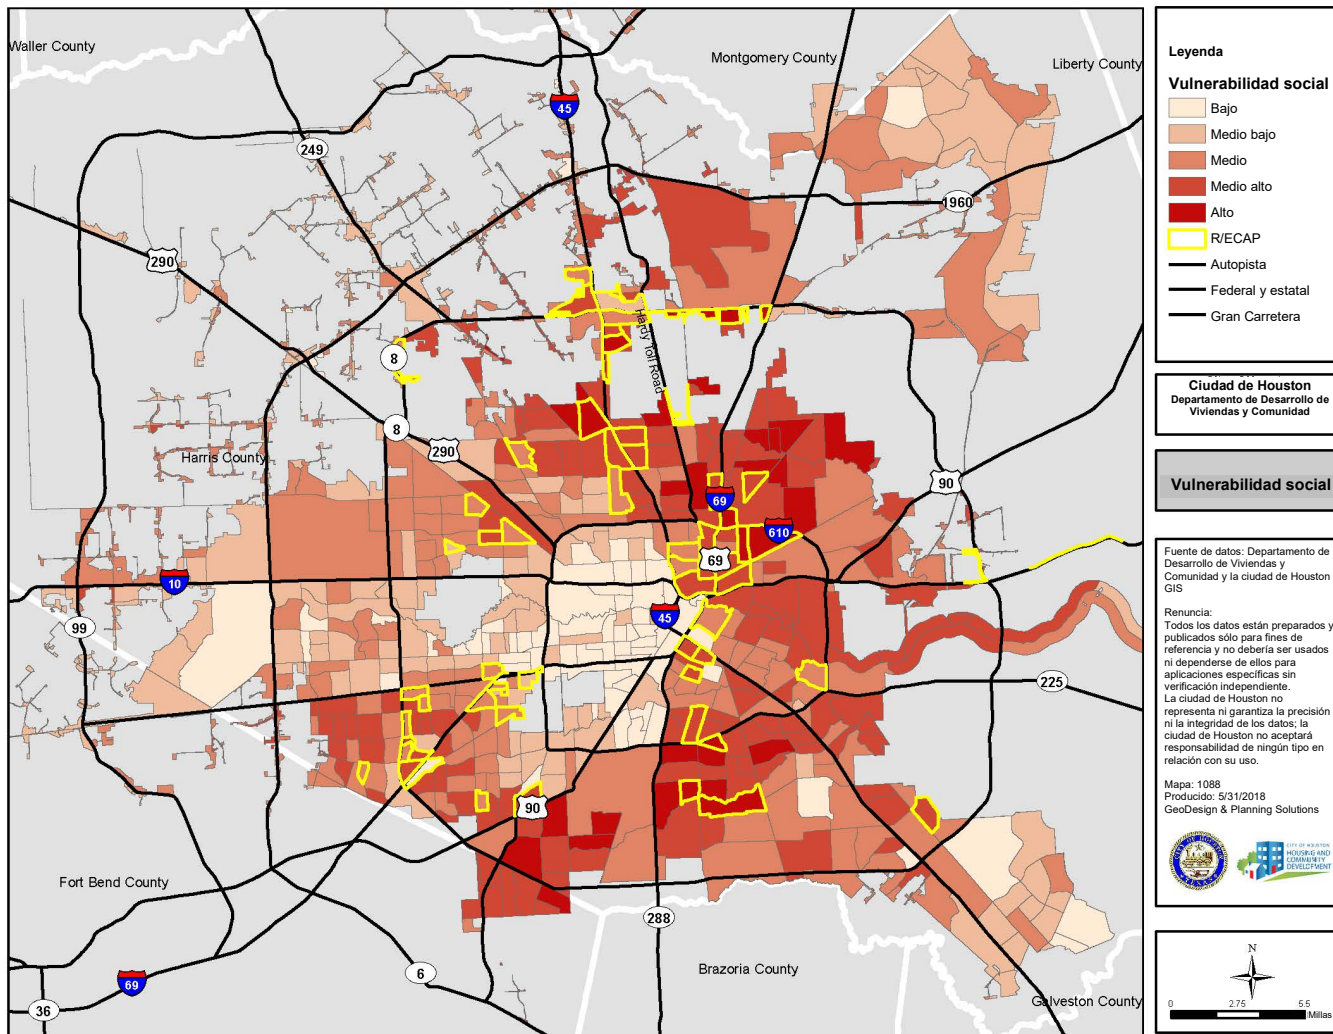 Waller County
Montgomery County
Liberty County
45
249
1960
290
Hardy Toll Road
8
8
290
Harris County
90
69
610
69
10
45
99
225
90
Fort Bend County
288
6
Brazoria County
69
36
Galveston County
Leyenda
Vulnerabilidad social
Bajo
Medio bajo
Medio
Medio alto
Alto
R/ECAP
Autopista
Federal y estatal
Gran Carretera
Ciudad de Houston
Departamento de Desarrollo de
Viviendas y Comunidad
Vulnerabilidad social
Fuente de datos: Departamento de
Desarrollo de Viviendas y
Comunidad y la ciudad de Houston
GIS
Renuncia:
Todos los datos están preparados y
publicados sólo para fines de
referencia y no debería ser usados
ni dependerse de ellos para
aplicaciones específicas sin
verificación independiente.
La ciudad de Houston no
representa ni garantiza la precisión
ni la integridad de los datos; la
ciudad de Houston no aceptará
responsabilidad de ningún tipo en
relación con su uso.
Mapa: 1088
Producido: 5/31/2018
GeoDesign & Planning Solutions
CITY OF HOUSTON
HOUSING AND
COMMUNITY
DEVELOPMENT
N
0 2.75 5.5
Millas